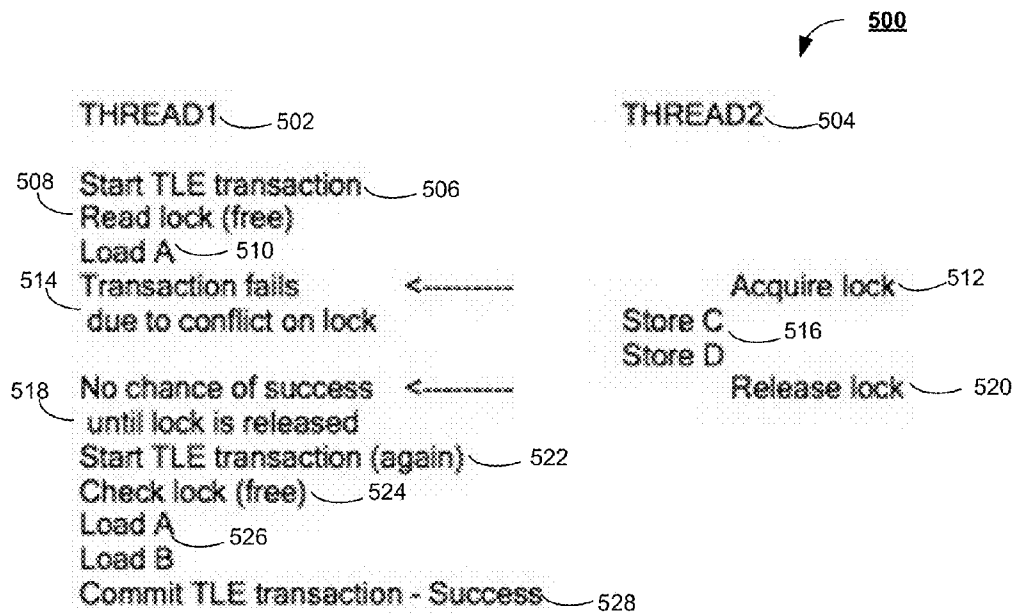 500
THREAD1 502 THREAD2 504
Start TLE transaction 506
508 Read lock (free)
Load A 510
514 Transaction fails <-------- Acquire lock 512
due to conflict on lock Store C 516
Store D
518 No chance of success <-------- Release lock 520
until lock is released
Start TLE transaction (again) 522
Check lock (free) 524
Load A 526
Load B
Commit TLE transaction - Success 528